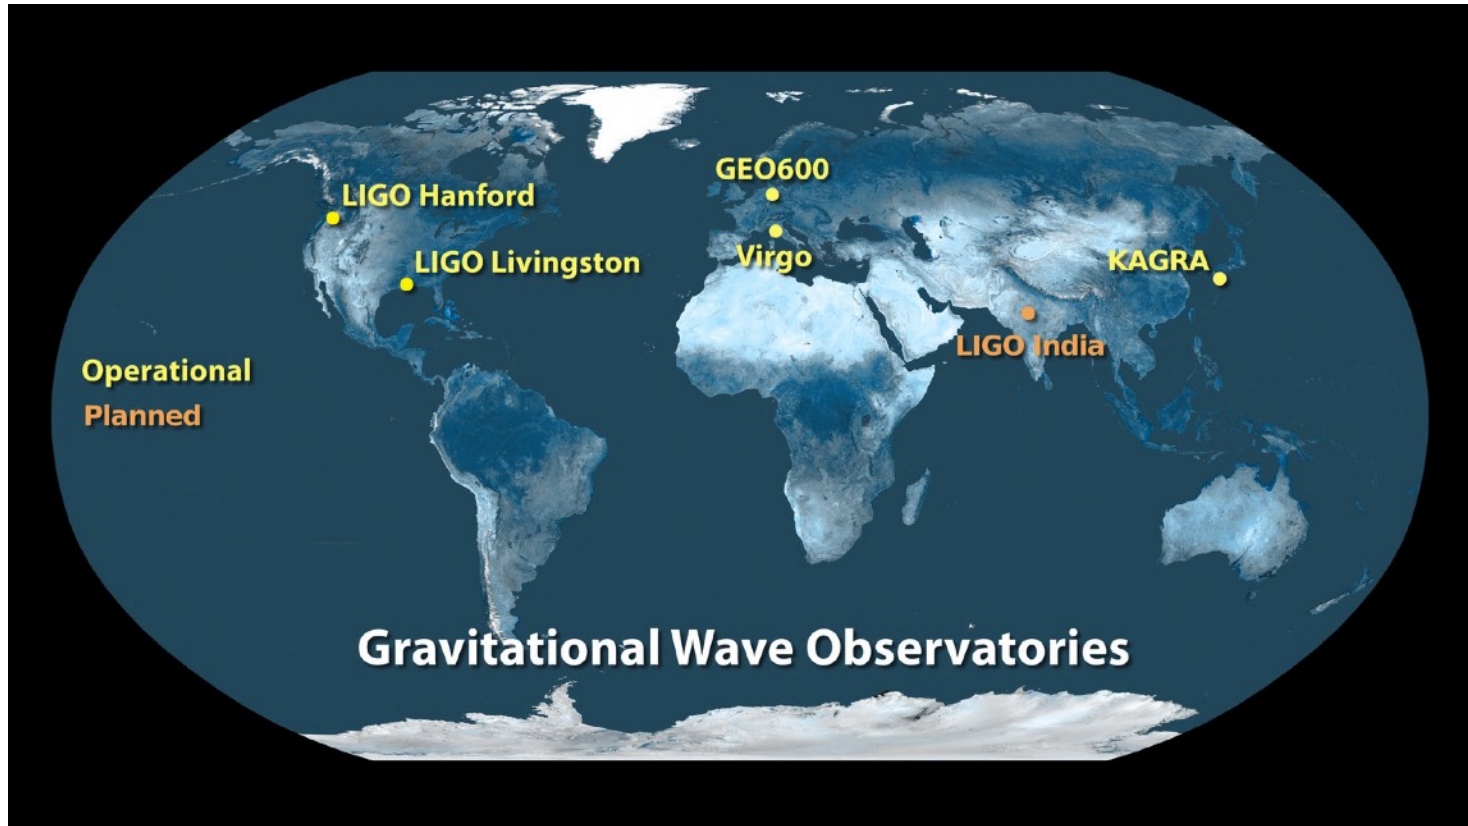 GEO600
LIGO Hanford
Virgo
LIGO Livingston
KAGRA
LIGO India
Operational
Planned
Gravitational Wave Observatories